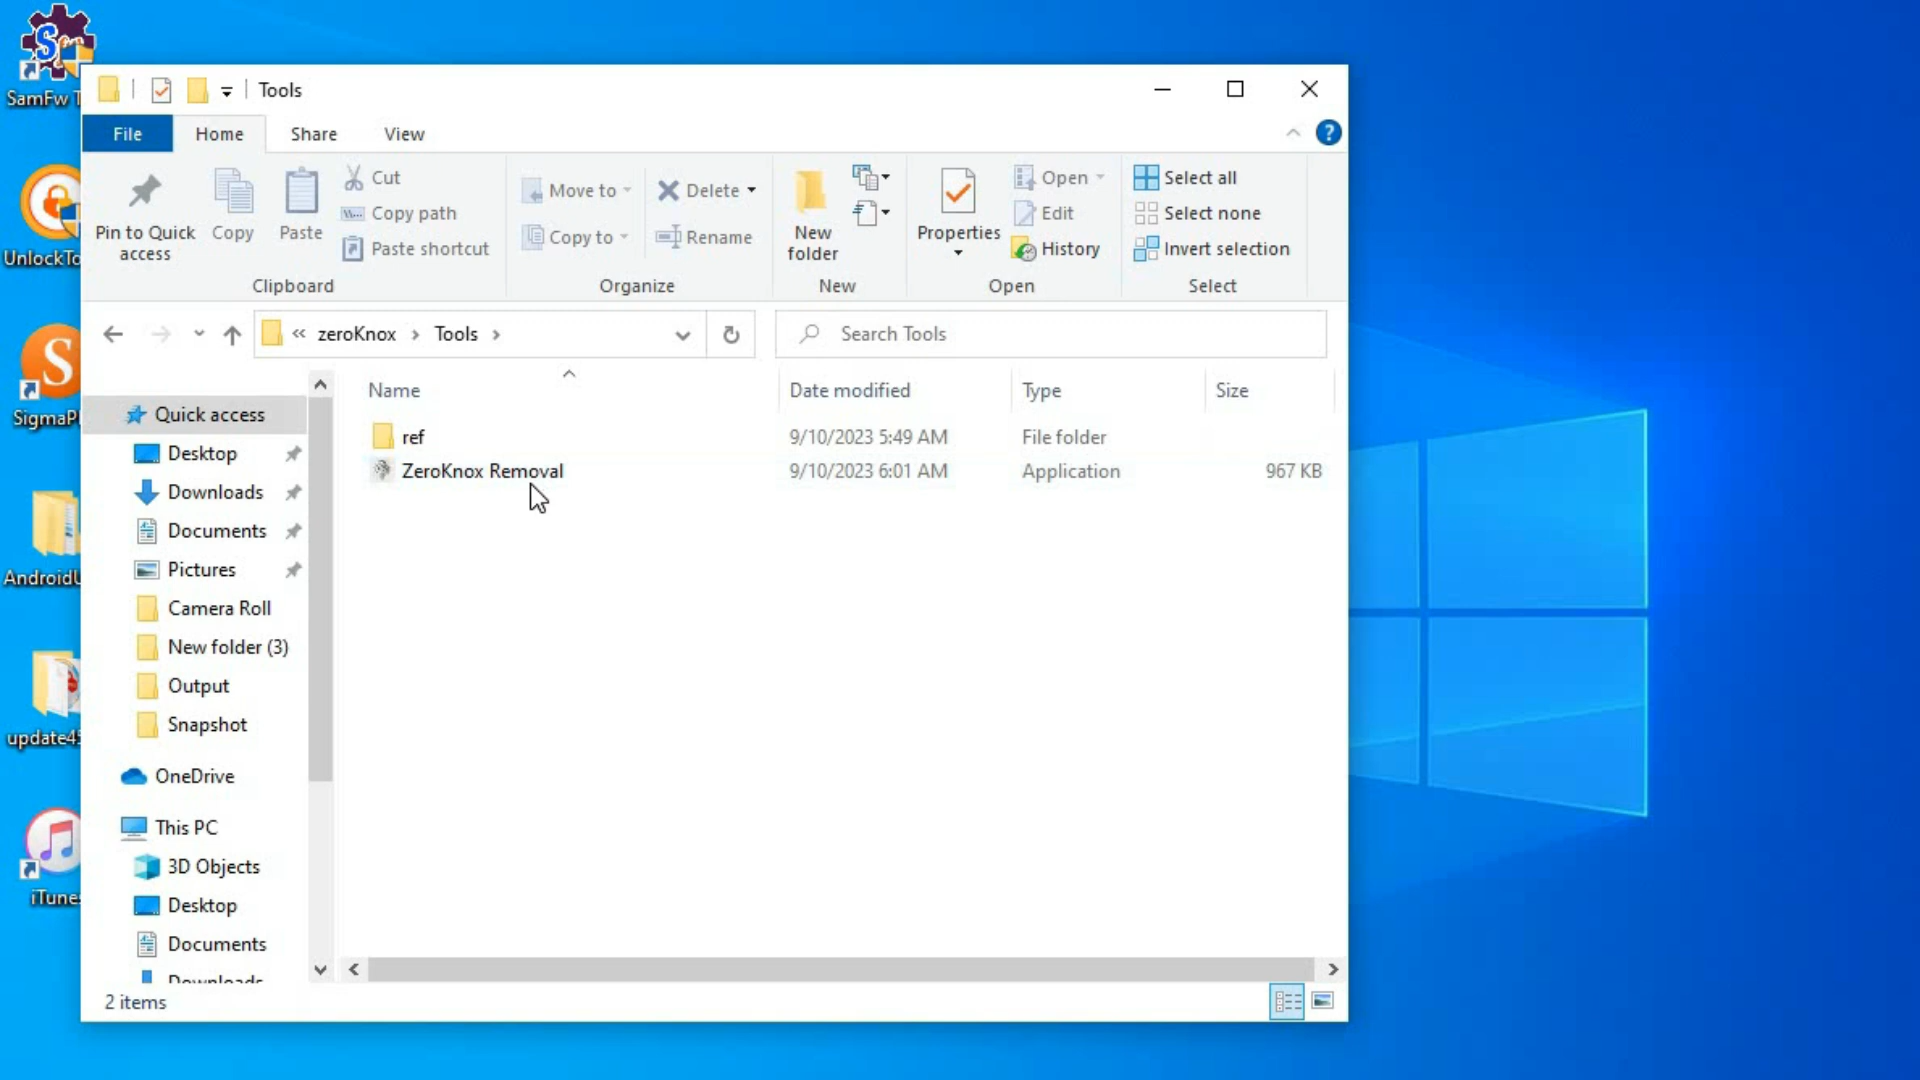 SamFw T
UnlockTo
SigmaPl
AndroidU
update45
iTunes
Tools
File Home Share View
Pin to Quick access
Copy
Paste
Cut
Copy path
Paste shortcut
Clipboard
Move to
Copy to
Delete
Rename
Organize
New folder
New
Properties
Open
Edit
History
Open
Select all
Select none
Invert selection
Select
« zeroKnox › Tools ›
Search Tools
Name Date modified Type Size
ref 9/10/2023 5:49 AM File folder
ZeroKnox Removal 9/10/2023 6:01 AM Application 967 KB
Quick access
Desktop
Downloads
Documents
Pictures
Camera Roll
New folder (3)
Output
Snapshot
OneDrive
This PC
3D Objects
Desktop
Documents
Downloads
2 items